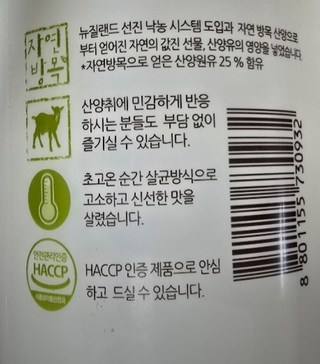 자연
방목
뉴질랜드 선진 낙농 시스템 도입과 자연 방목 산양으로
부터 얻어진 자연의 값진 선물, 산양유의 영양을 넣었습니다.
*자연방목으로 얻은 산양원유 25 % 함유
산양취에 민감하게 반응
하시는 분들도 부담 없이
즐기실 수 있습니다.
초고온 순간 살균방식으로
고소하고 신선한 맛을
살렸습니다.
안전관리인증
HACCP
HACCP 인증 제품으로 안심
하고 드실 수 있습니다.
8 801155 730932